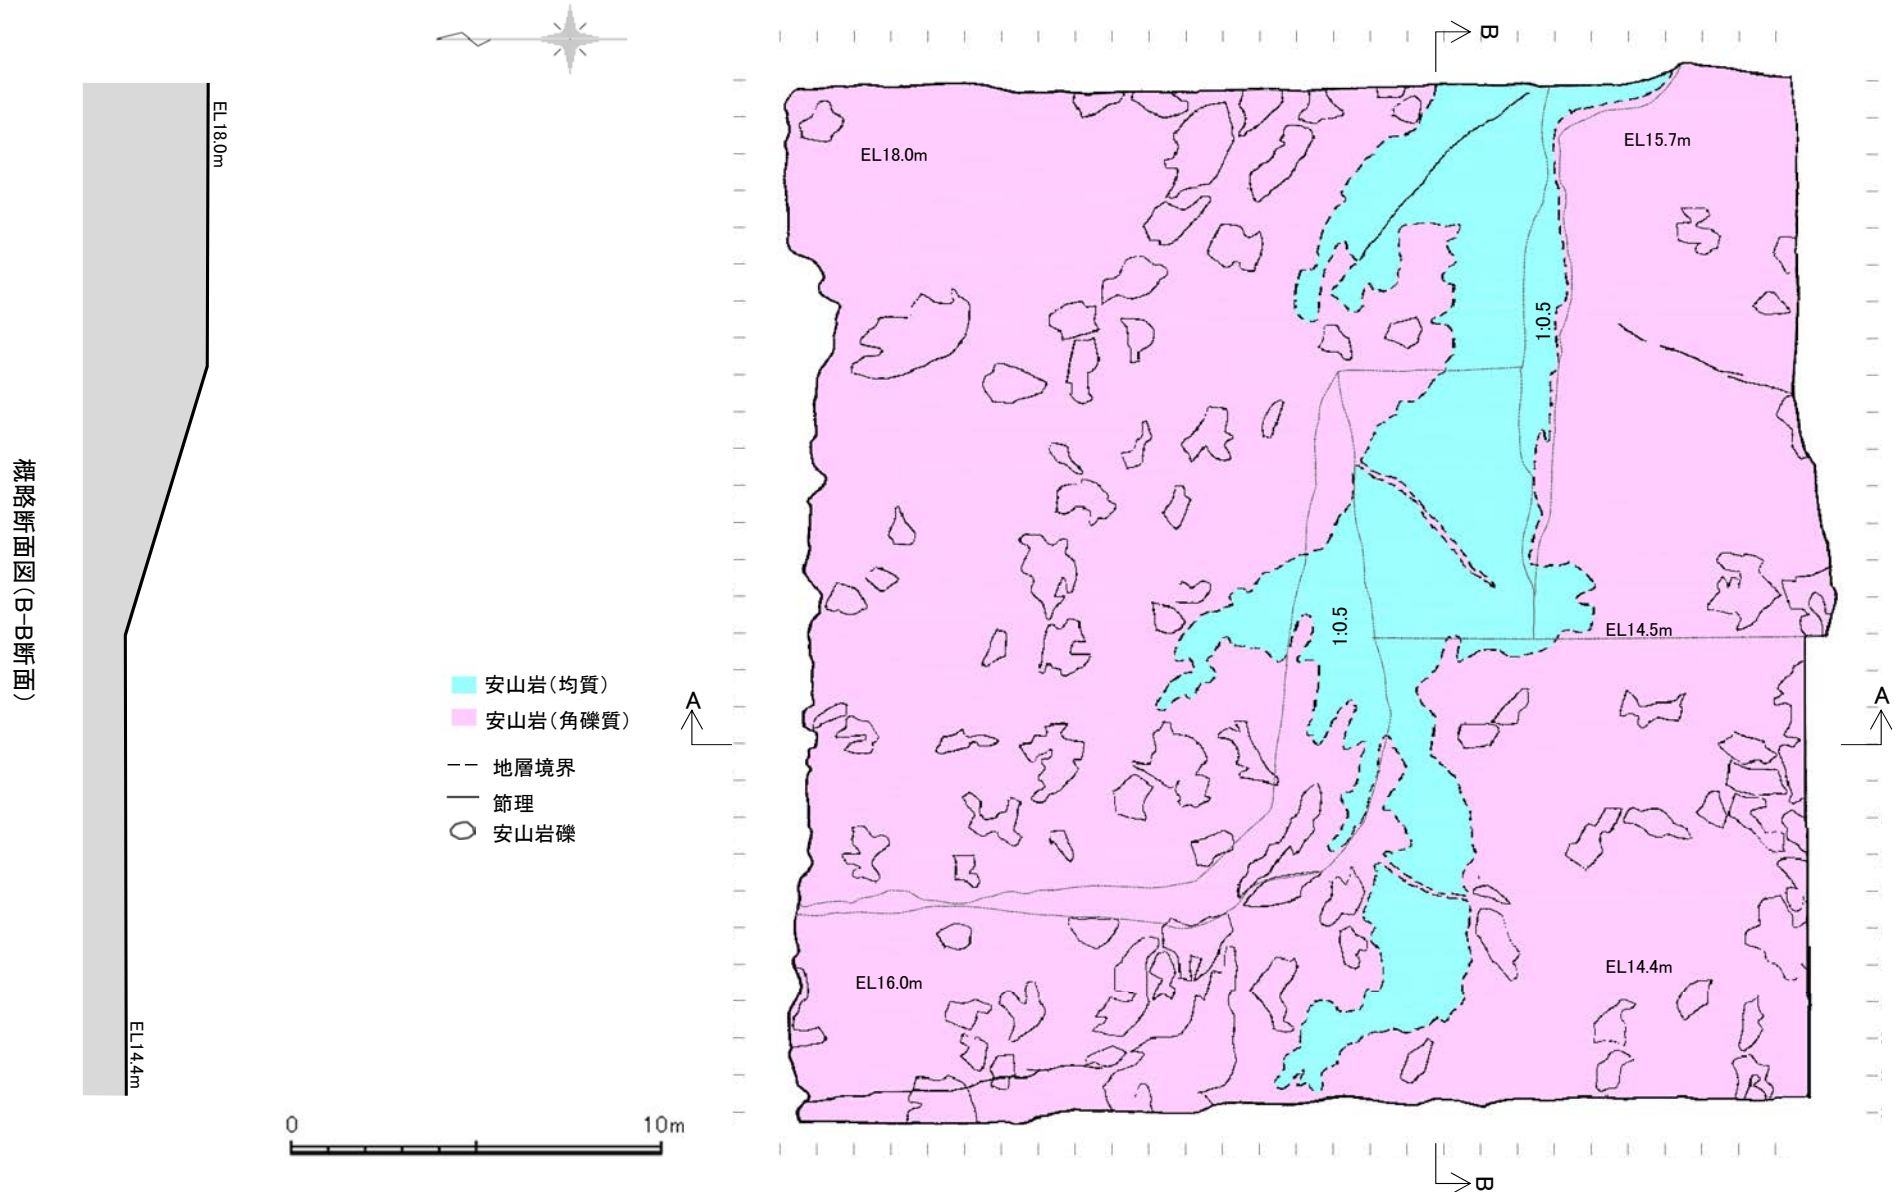 B
EL18.0m
EL18.0m
EL15.7m
1:0.5
概略断面図(B-B断面)
1:0.5
EL14.5m
安山岩(均質)
安山岩(角礫質)
地層境界
節理
安山岩礫
A
A
EL16.0m
EL14.4m
EL14.4m
0
10m
B